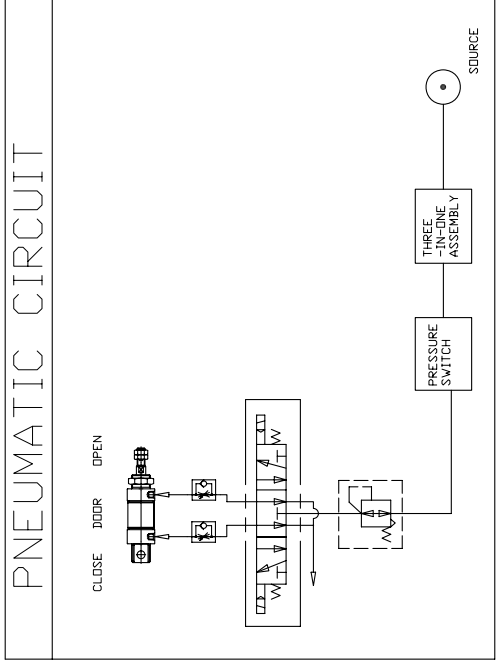 PNEUMATIC CIRCUIT
CLOSE DOOR OPEN
PRESSURE
SWITCH
THREE
-IN-ONE
ASSEMBLY
SOURCE